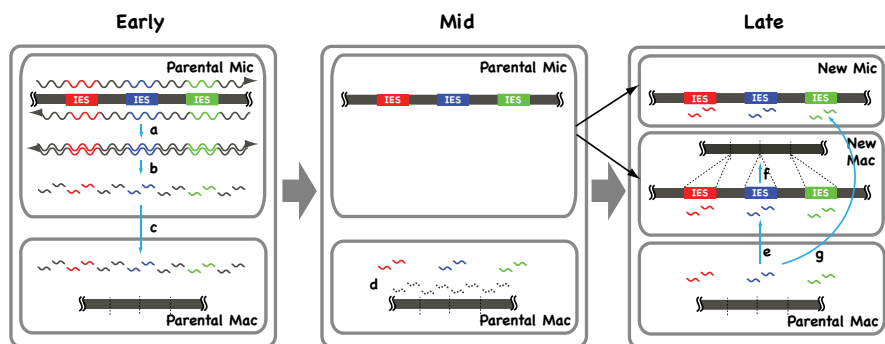 Early
Mid
Late
Parental Mic
IES IES IES
a
b
c
Parental Mac
Parental Mic
IES IES IES
d
Parental Mac
New Mic
IES IES IES
New
Mac
f
IES IES IES
e
g
Parental Mac